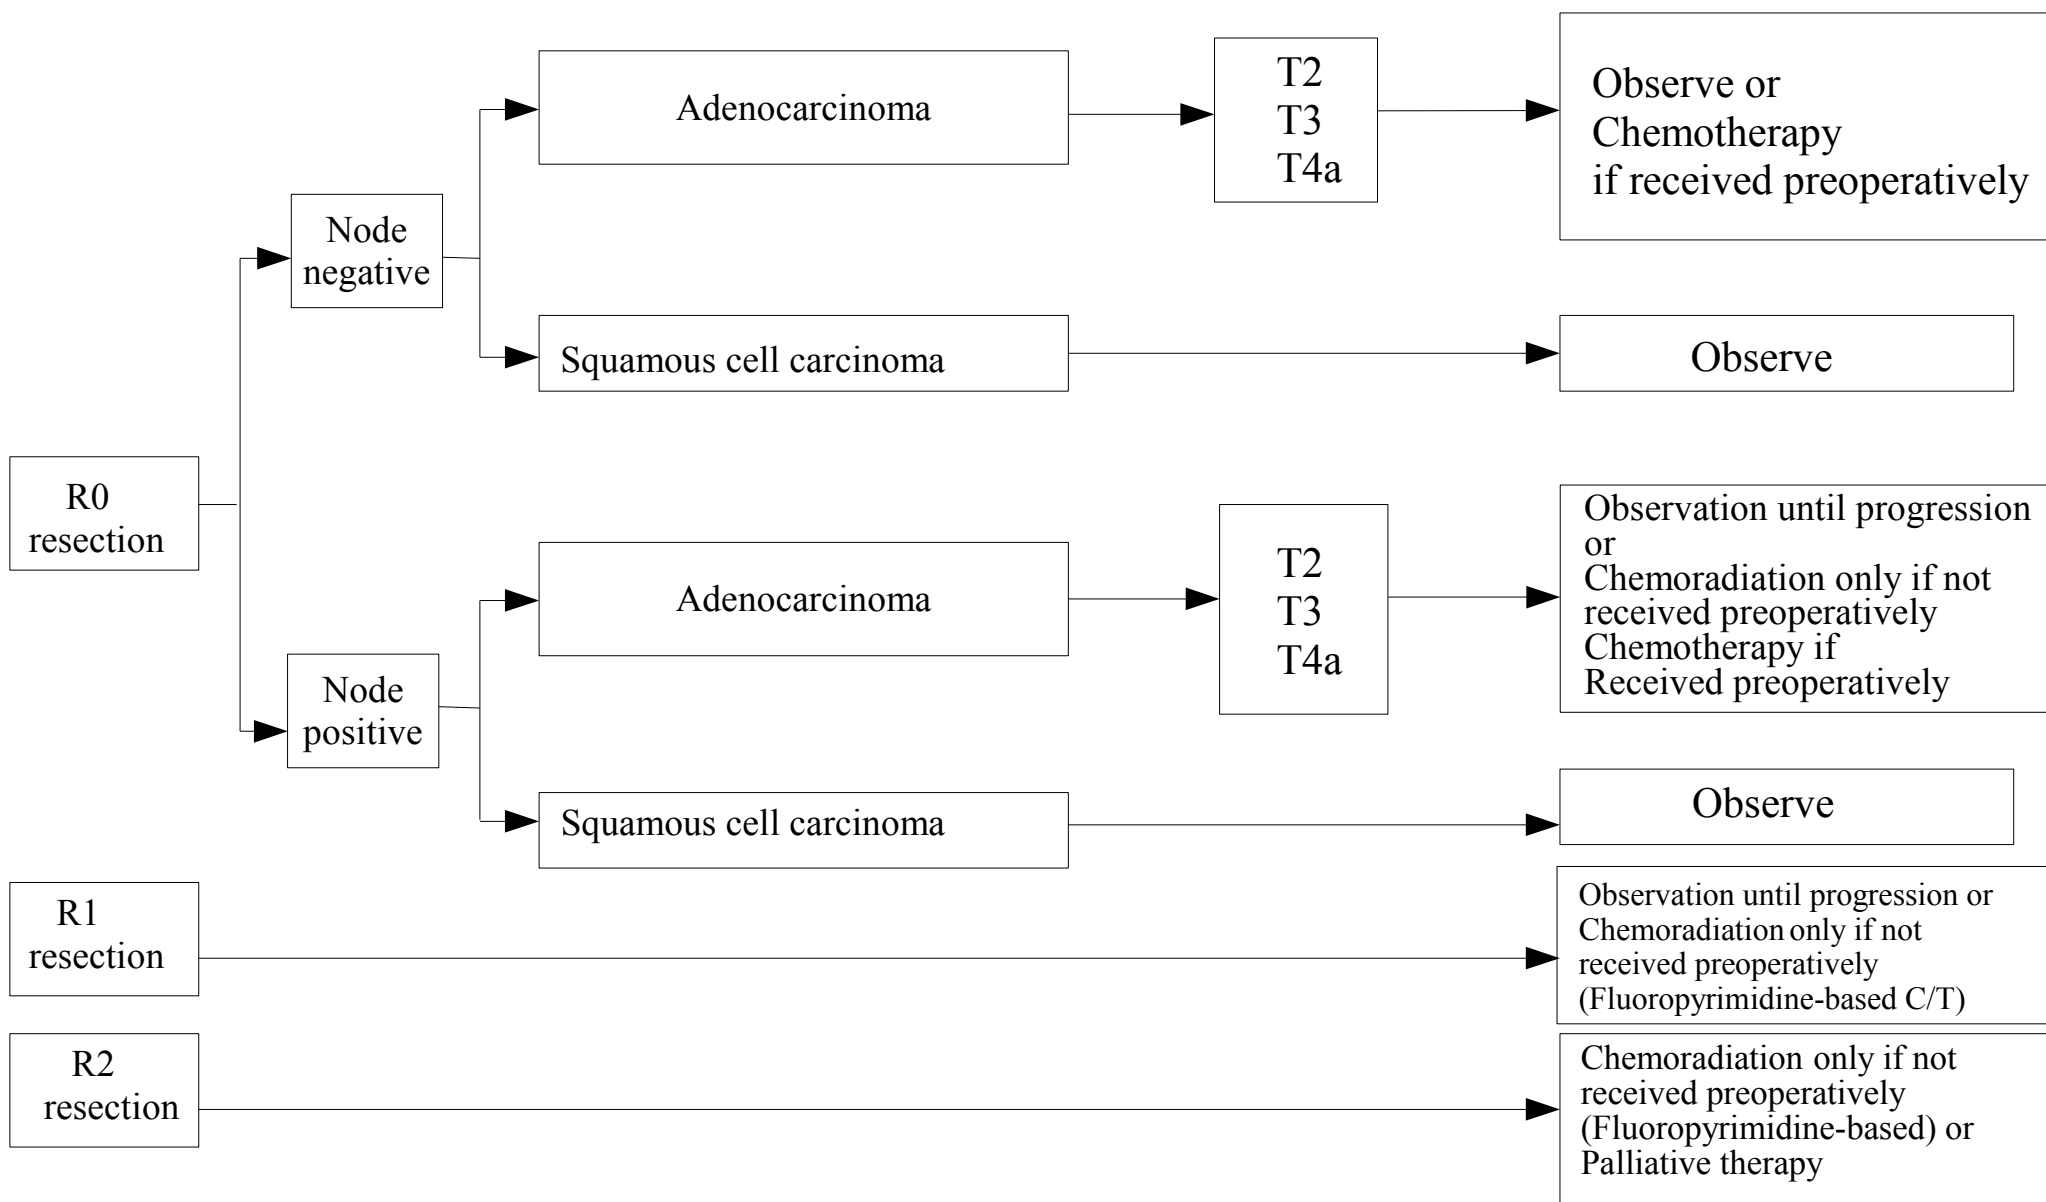 R0
resection
Node
negative
Adenocarcinoma
T2
T3
T4a
Observe or
Chemotherapy
if received preoperatively
Squamous cell carcinoma
Observe
Node
positive
Adenocarcinoma
T2
T3
T4a
Observation until progression
or
Chemoradiation only if not
received preoperatively
Chemotherapy if
Received preoperatively
Squamous cell carcinoma
Observe
R1
resection
Observation until progression or
Chemoradiation only if not
received preoperatively
(Fluoropyrimidine-based C/T)
R2
resection
Chemoradiation only if not
received preoperatively
(Fluoropyrimidine-based) or
Palliative therapy